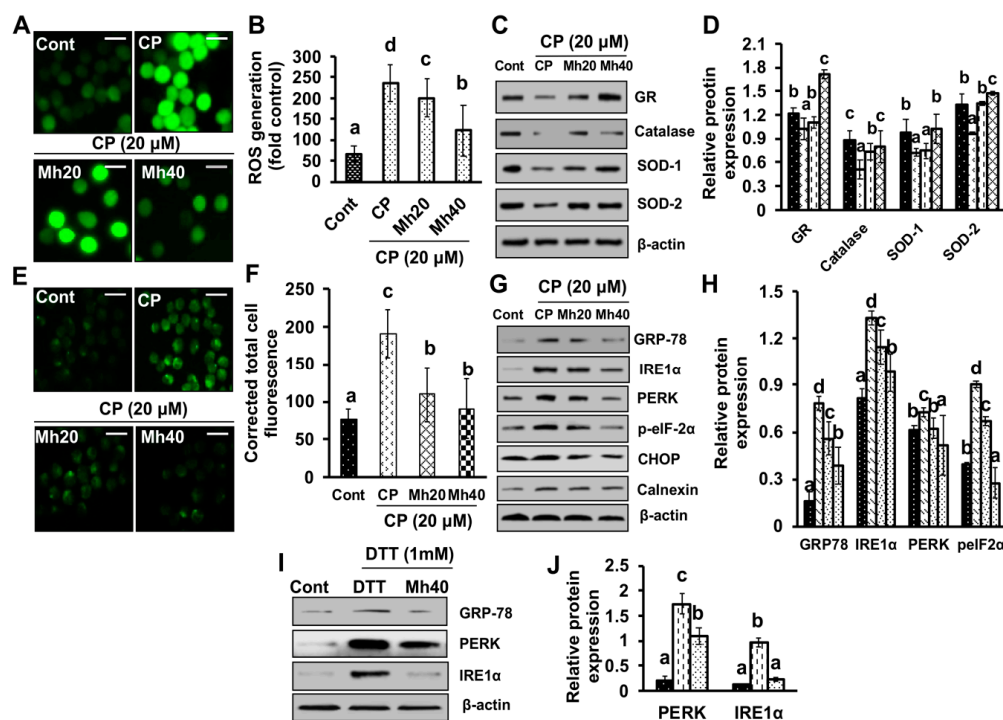 A
Cont
CP
CP (20 µM)
Mh20
Mh40
B
ROS generation
(fold control)
300
250
200
150
100
50
0
a
d
c
b
Cont
CP
Mh20
Mh40
CP (20 µM)
C
CP (20 µM)
Cont CP Mh20 Mh40
GR
Catalase
SOD-1
SOD-2
β-actin
D
Relative preotin
expression
2.1
1.8
1.5
1.2
0.9
0.6
0.3
0
b a b c
c a b c
b a a b
b a b c
GR
Catalase
SOD-1
SOD-2
E
Cont
CP
CP (20 µM)
Mh20
Mh40
F
Corrected total cell
fluorescence
250
200
150
100
50
0
a
c
b
b
Cont
CP
Mh20
Mh40
CP (20 µM)
G
CP (20 µM)
Cont CP Mh20 Mh40
GRP-78
IRE1α
PERK
p-eIF-2α
CHOP
Calnexin
β-actin
H
Relative protein
expression
1.5
1.2
0.9
0.6
0.3
0
a d c b
a d c b
b c b a
b d c a
GRP78 IRE1α PERK peIF2α
I
DTT (1mM)
Cont DTT Mh40
GRP-78
PERK
IRE1α
β-actin
J
Relative protein
expression
2.5
2
1.5
1
0.5
0
a c b
a b a
PERK IRE1α